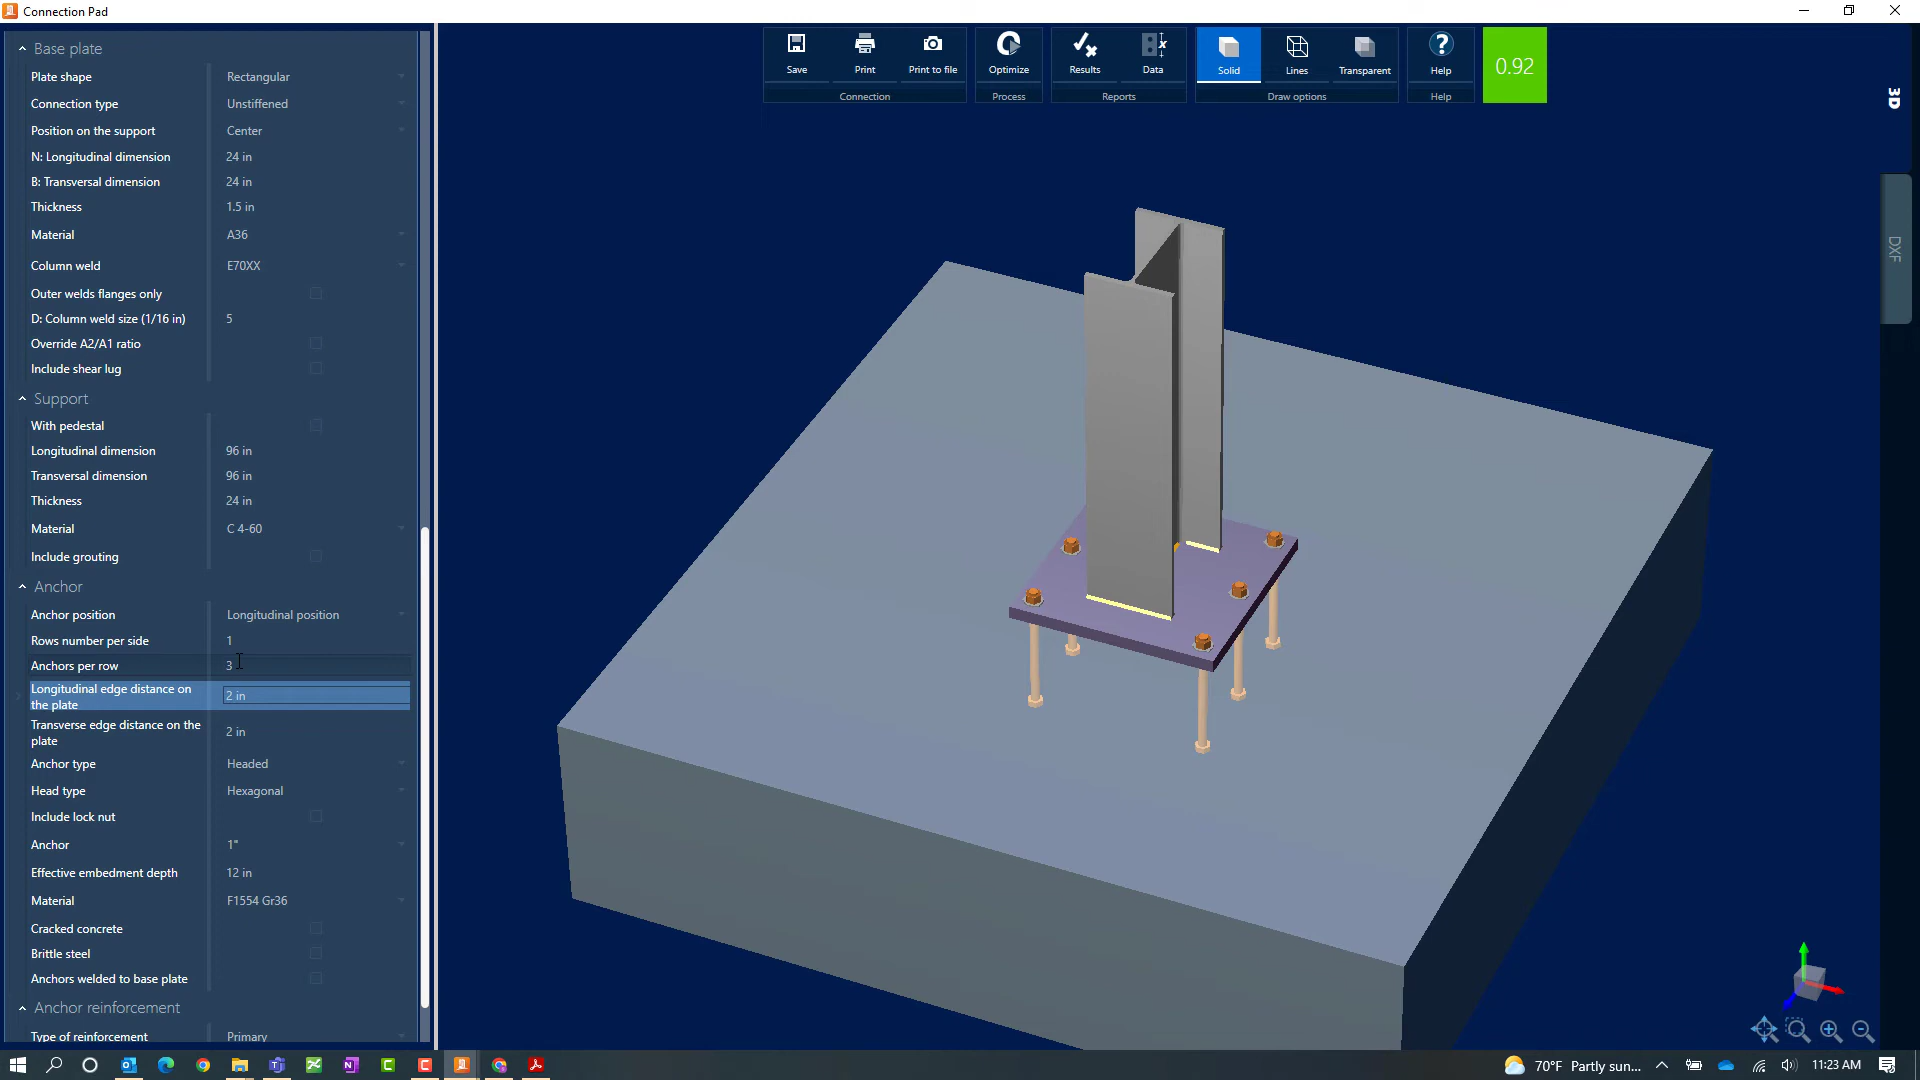 Connection Pad
Base plate
Plate shape Rectangular
Connection type Unstiffened
Position on the support Center
N: Longitudinal dimension 24 in
B: Transversal dimension 24 in
Thickness 1.5 in
Material A36
Column weld E70XX
Outer welds flanges only
D: Column weld size (1/16 in) 5
Override A2/A1 ratio
Include shear lug
Support
With pedestal
Longitudinal dimension 96 in
Transversal dimension 96 in
Thickness 24 in
Material C 4-60
Include grouting
Anchor
Anchor position Longitudinal position
Rows number per side 1
Anchors per row 3
Longitudinal edge distance on the plate 2 in
Transverse edge distance on the plate 2 in
Anchor type Headed
Head type Hexagonal
Include lock nut
Anchor 1"
Effective embedment depth 12 in
Material F1554 Gr36
Cracked concrete
Brittle steel
Anchors welded to base plate
Anchor reinforcement
Type of reinforcement Primary
Save Print Print to file
Connection
Optimize
Process
Results Data
Reports
Solid Lines Transparent
Draw options
Help
Help
0.92
3D
DXF
70°F Partly sun...
11:23 AM